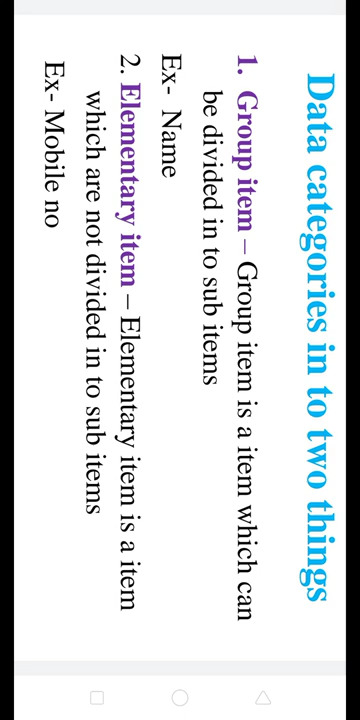 Data categories in to two things
1. Group item – Group item is a item which can
be divided in to sub items
Ex- Name
2. Elementary item – Elementary item is a item
which are not divided in to sub items
Ex- Mobile no